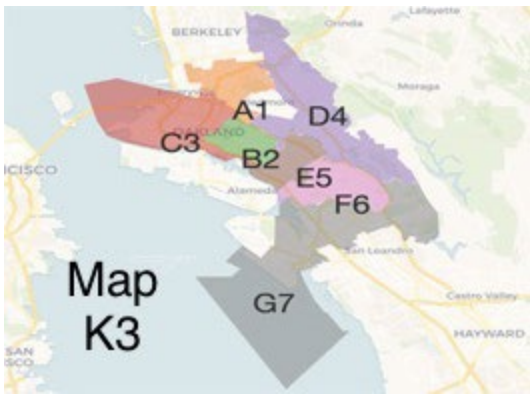 Lafayette
Orinda
BERKELEY
Moraga
A1
D4
OAKLAND
C3
B2
CISCO
E5
Alameda
F6
San Leandro
Map
K3
G7
Castro Valley
HAYWARD
SAN
SCO